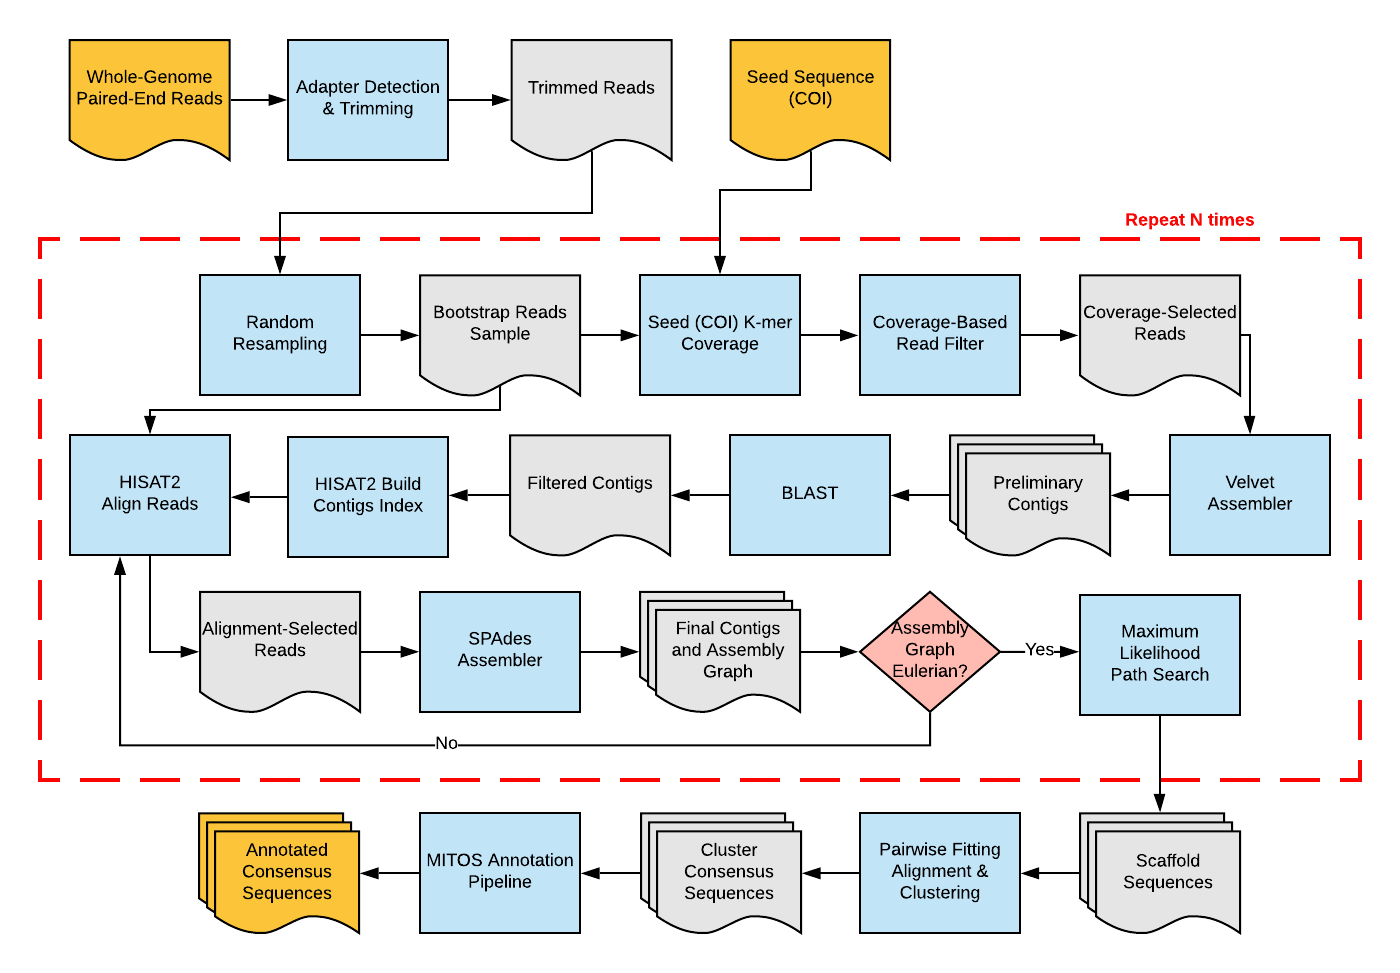 Whole-Genome
Paired-End Reads
Adapter Detection
& Trimming
Trimmed Reads
Seed Sequence
(COI)
Repeat N times
Random
Resampling
Bootstrap Reads
Sample
Seed (COI) K-mer
Coverage
Coverage-Based
Read Filter
Coverage-Selected
Reads
HISAT2
Align Reads
HISAT2 Build
Contigs Index
Filtered Contigs
BLAST
Preliminary
Contigs
Velvet
Assembler
Alignment-Selected
Reads
SPAdes
Assembler
Final Contigs
and Assembly
Graph
Assembly
Graph
Eulerian?
Yes
Maximum
Likelihood
Path Search
No
Annotated
Consensus
Sequences
MITOS Annotation
Pipeline
Cluster
Consensus
Sequences
Pairwise Fitting
Alignment &
Clustering
Scaffold
Sequences